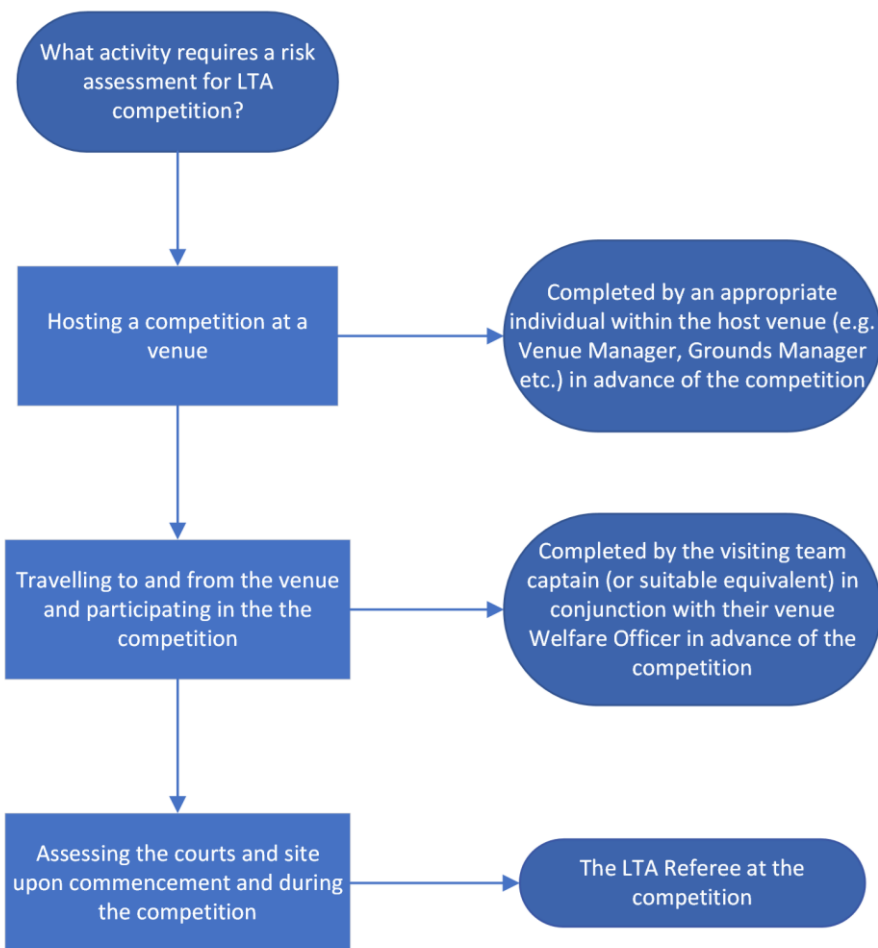 What activity requires a risk
assessment for LTA
competition?
Hosting a competition at a
venue
Completed by an appropriate
individual within the host venue (e.g.
Venue Manager, Grounds Manager
etc.) in advance of the competition
Travelling to and from the venue
and participating in the the
competition
Completed by the visiting team
captain (or suitable equivalent) in
conjunction with their venue
Welfare Officer in advance of the
competition
Assessing the courts and site
upon commencement and during
the competition
The LTA Referee at the
competition